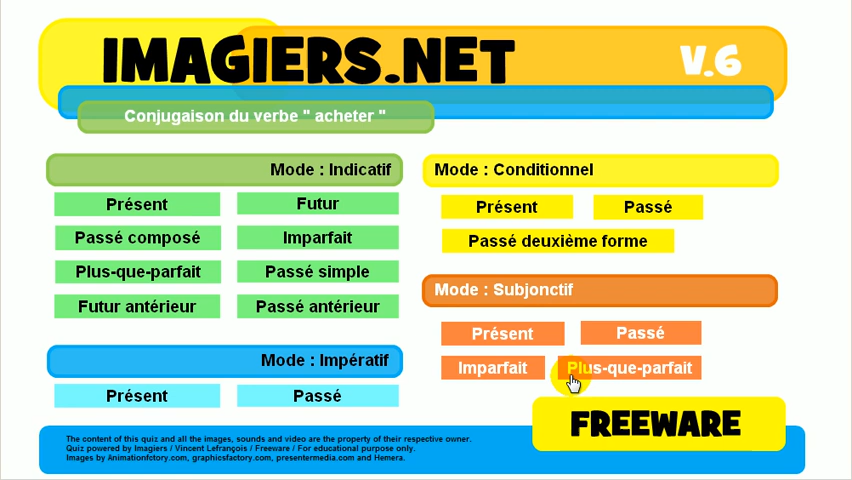 IMAGIERS.NET
V.6
Conjugaison du verbe " acheter "
Mode : Indicatif
Présent
Futur
Passé composé
Imparfait
Plus-que-parfait
Passé simple
Futur antérieur
Passé antérieur
Mode : Impératif
Présent
Passé
Mode : Conditionnel
Présent
Passé
Passé deuxième forme
Mode : Subjonctif
Présent
Passé
Imparfait
Plus-que-parfait
FREEWARE
The content of this quiz and all the images, sounds and video are the property of their respective owner.
Quiz powered by Imagiers / Vincent Lefrançois / Freeware / For educational purpose only.
Images by Animationfctory.com, graphicsfactory.com, presentermedia.com and Hemera.